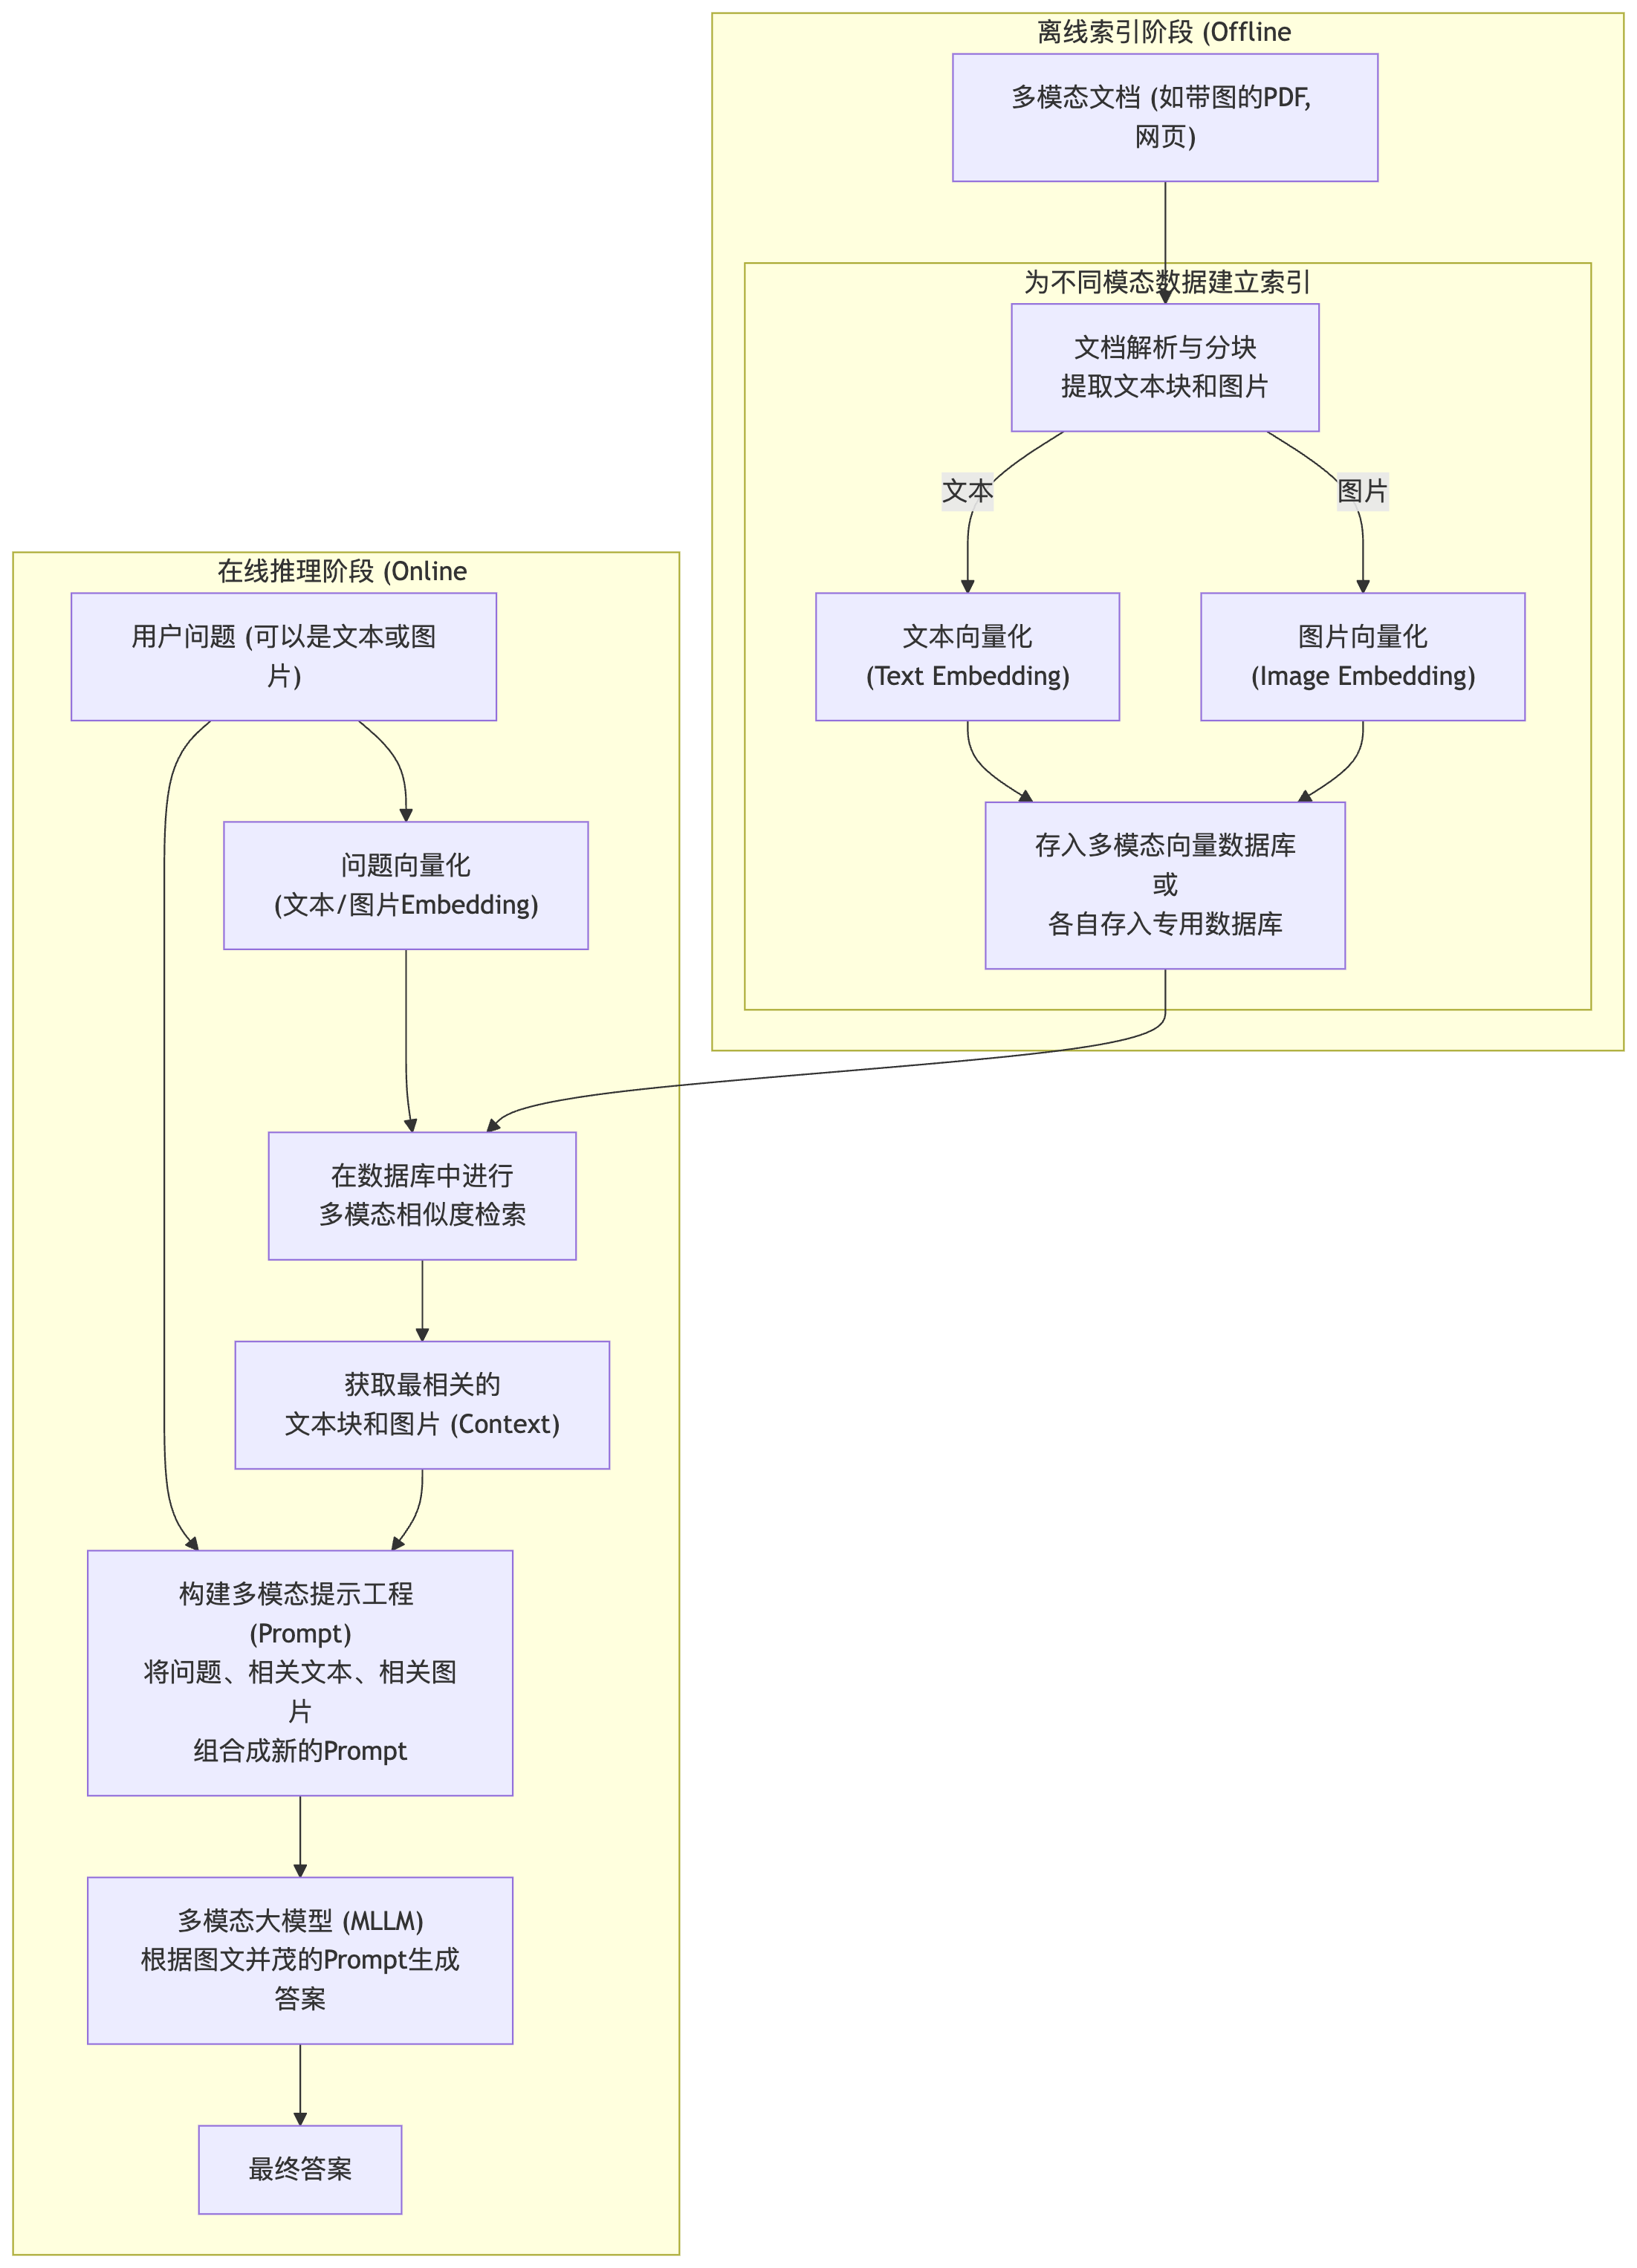 离线索引阶段 (Offline
多模态文档 (如带图的PDF,
网页)
为不同模态数据建立索引
文档解析与分块
提取文本块和图片
文本
图片
文本向量化
(Text Embedding)
图片向量化
(Image Embedding)
存入多模态向量数据库
或
各自存入专用数据库
在线推理阶段 (Online
用户问题 (可以是文本或图
片)
问题向量化
(文本/图片Embedding)
在数据库中进行
多模态相似度检索
获取最相关的
文本块和图片 (Context)
构建多模态提示工程
(Prompt)
将问题、相关文本、相关图
片
组合成新的Prompt
多模态大模型 (MLLM)
根据图文并茂的Prompt生成
答案
最终答案